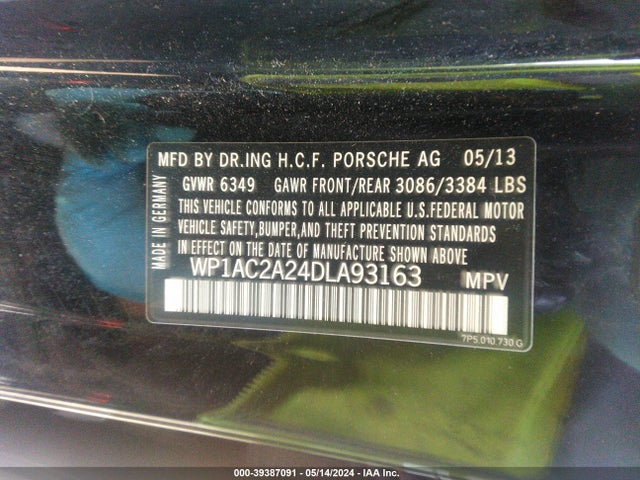 MFD BY DR.ING H.C.F. PORSCHE AG 05/13
GVWR 6349 GAWR FRONT/REAR 3086/3384 LBS
THIS VEHICLE CONFORMS TO ALL APPLICABLE U.S.FEDERAL MOTOR
VEHICLE SAFETY,BUMPER,AND THEFT PREVENTION STANDARDS
IN EFFECT ON THE DATE OF MANUFACTURE SHOWN ABOVE
WP1AC2A24DLA93163 MPV
MADE IN GERMANY
7P5.010.730.G
000-39387091 - 05/14/2024 - IAA Inc.